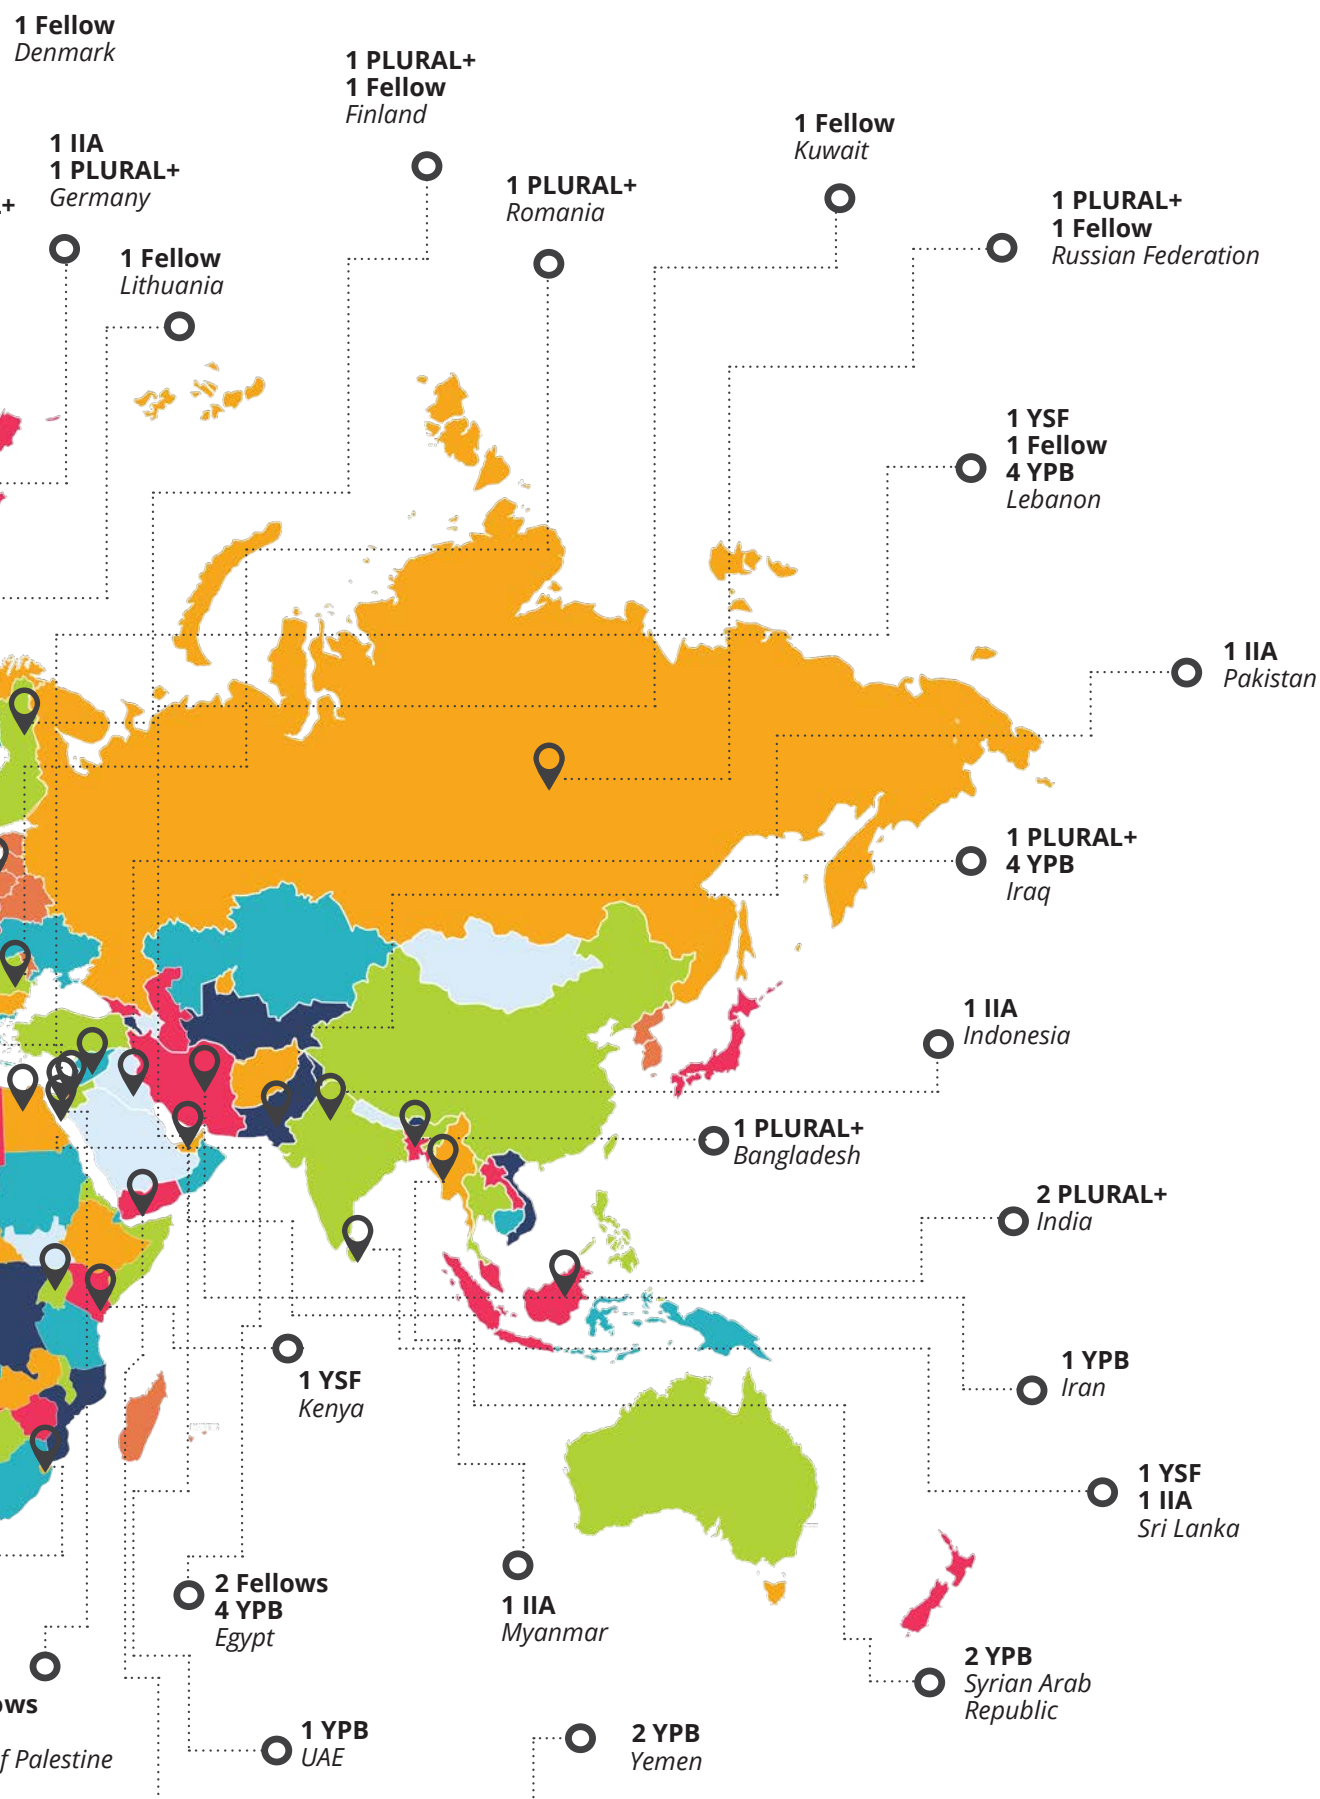 1 Fellow
Denmark
1 PLURAL+
1 Fellow
Finland
1 Fellow
Kuwait
1 IIA
1 PLURAL+
Germany
+
1 PLURAL+
Romania
1 PLURAL+
1 Fellow
Russian Federation
1 Fellow
Lithuania
1 YSF
1 Fellow
4 YPB
Lebanon
1 IIA
Pakistan
1 PLURAL+
4 YPB
Iraq
1 IIA
Indonesia
1 PLURAL+
Bangladesh
2 PLURAL+
India
1 YPB
Iran
1 YSF
Kenya
1 YSF
1 IIA
Sri Lanka
2 Fellows
4 YPB
Egypt
1 IIA
Myanmar
2 YPB
Syrian Arab
Republic
ows
f Palestine
1 YPB
UAE
2 YPB
Yemen